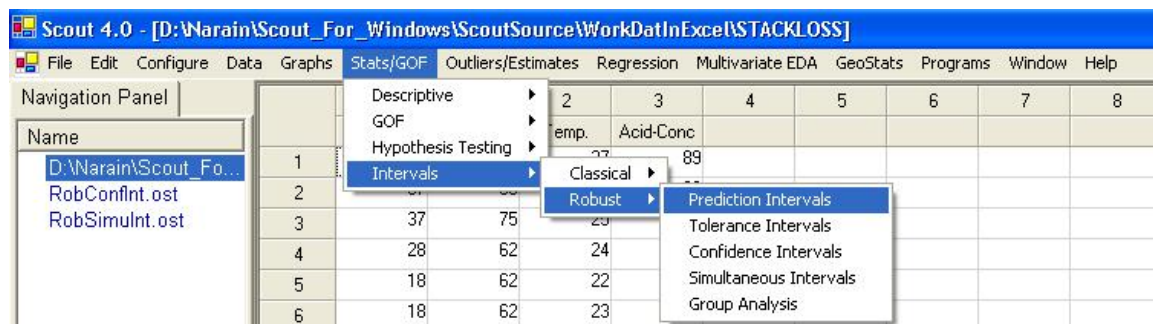 Scout 4.0 - [D:\Narain\Scout_For_Windows\ScoutSource\WorkDatInExcel\STACKLOSS]
File Edit Configure Data Graphs Stats/GOF Outliers/Estimates Regression Multivariate EDA GeoStats Programs Window Help
Navigation Panel
Name
D:\Narain\Scout_Fo...
RobConfInt.ost
RobSimuInt.ost
Descriptive
GOF
Hypothesis Testing
Intervals
Classical
Robust
Prediction Intervals
Tolerance Intervals
Confidence Intervals
Simultaneous Intervals
Group Analysis
2 3 4 5 6 7 8
Acid-Conc
1 89
2
3 37 75
4 28 62 24
5 18 62 22
6 18 62 23